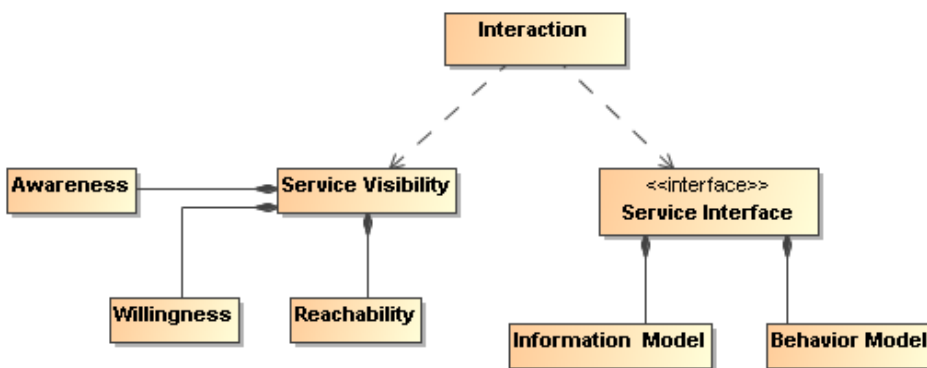 Interaction
Awareness
Service Visibility
<<interface>>
Service Interface
Willingness
Reachability
Information Model
Behavior Model